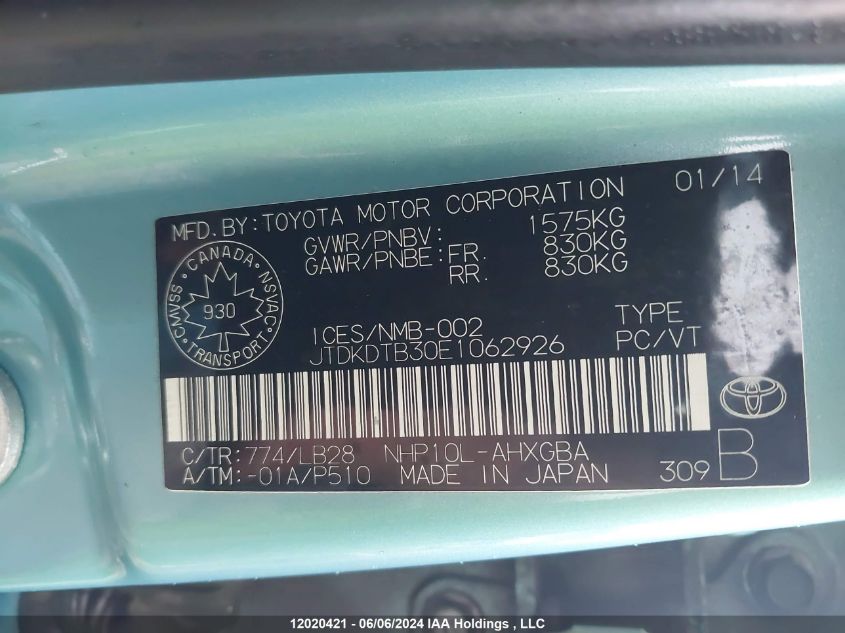 MFD. BY: TOYOTA MOTOR CORPORATION 01/14
GVWR/PNBV: 1575KG
GAWR/PNBE: FR. 830KG
RR. 830KG
CANADA
CMVSS NSVAC
930
TRANSPORT
ICES/NMB-002 TYPE
JTDKDTB30E1062926 PC/VT
C/TR: 774/LB28 NHP10L-AHXGBA
A/TM: -01A/P510 MADE IN JAPAN 309 B
12020421 - 06/06/2024 IAA Holdings , LLC